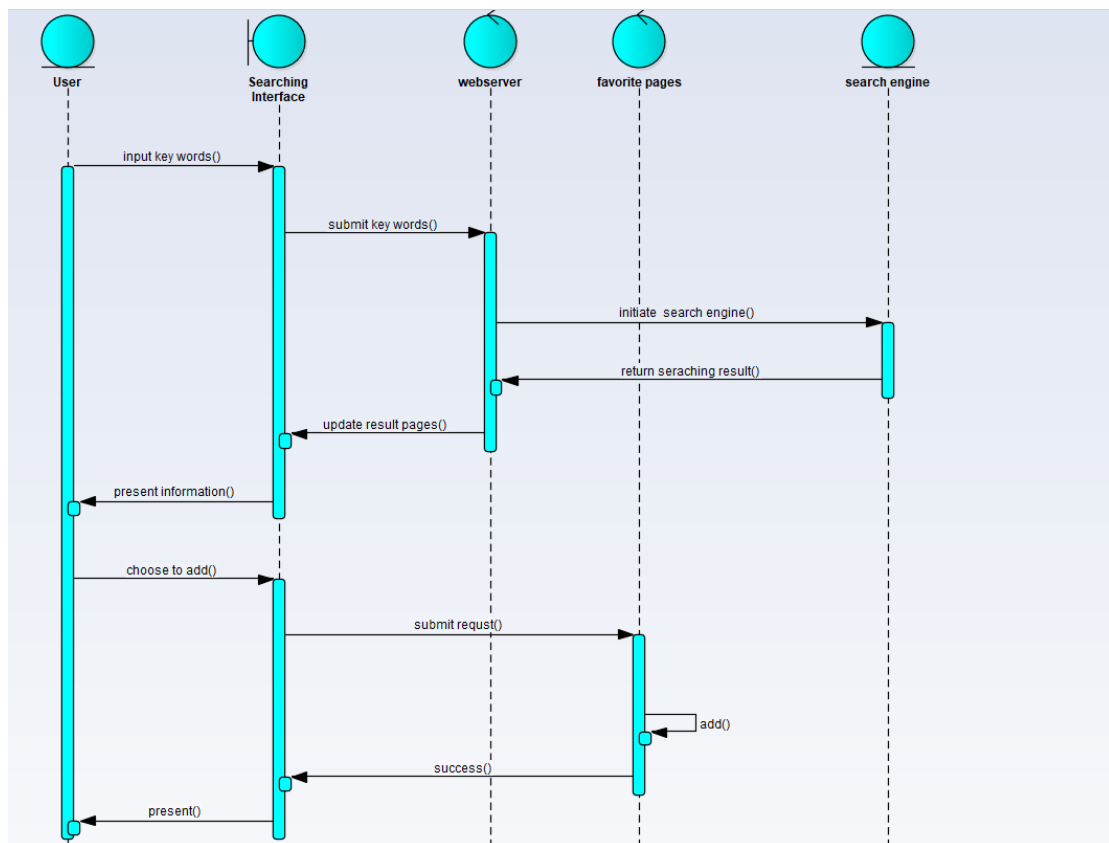 User
Searching
Interface
webserver
favorite pages
search engine
input key words()
submit key words()
initiate  search engine()
return seraching result()
update result pages()
present information()
choose to add()
submit requst()
add()
success()
present()